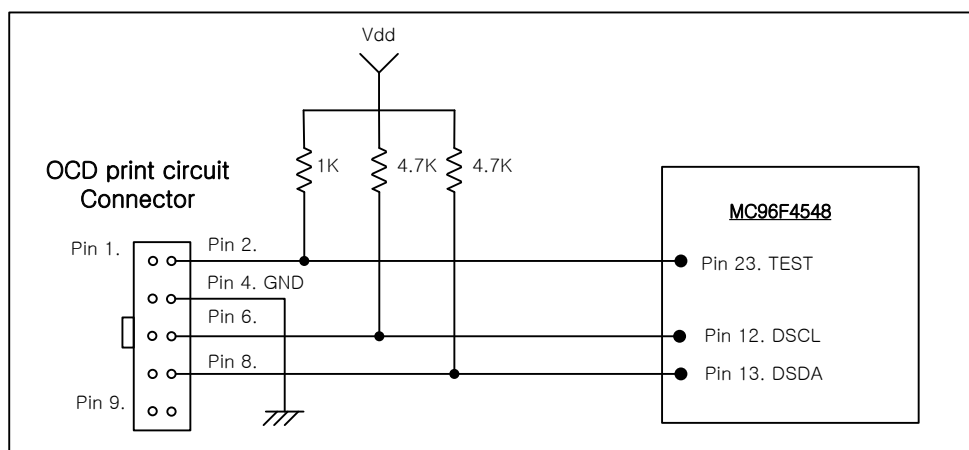 Vdd
1K
4.7K
4.7K
OCD print circuit
Connector
MC96F4548
Pin 1.
Pin 2.
Pin 23. TEST
Pin 4. GND
Pin 6.
Pin 12. DSCL
Pin 8.
Pin 13. DSDA
Pin 9.